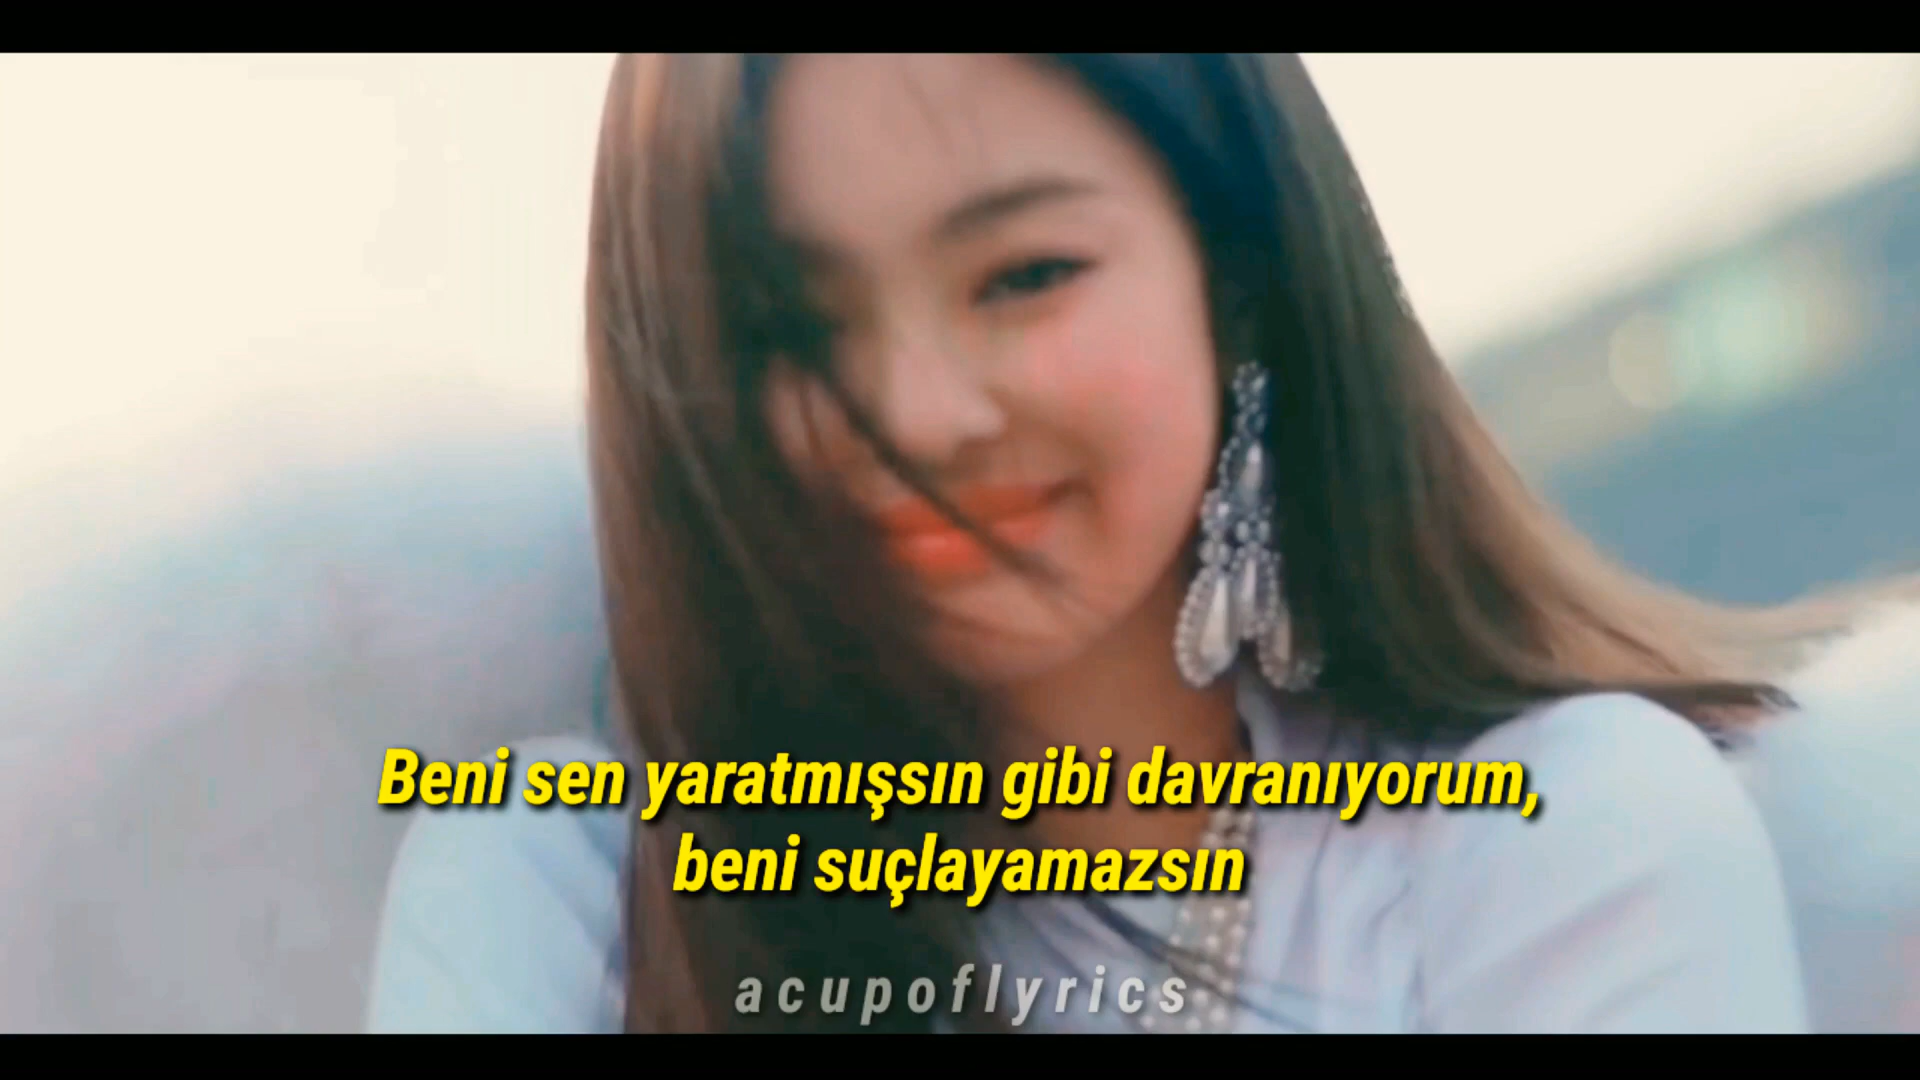 Beni sen yaratmışsın gibi davranıyorum,
beni suçlayamazsın
acupoflyrics